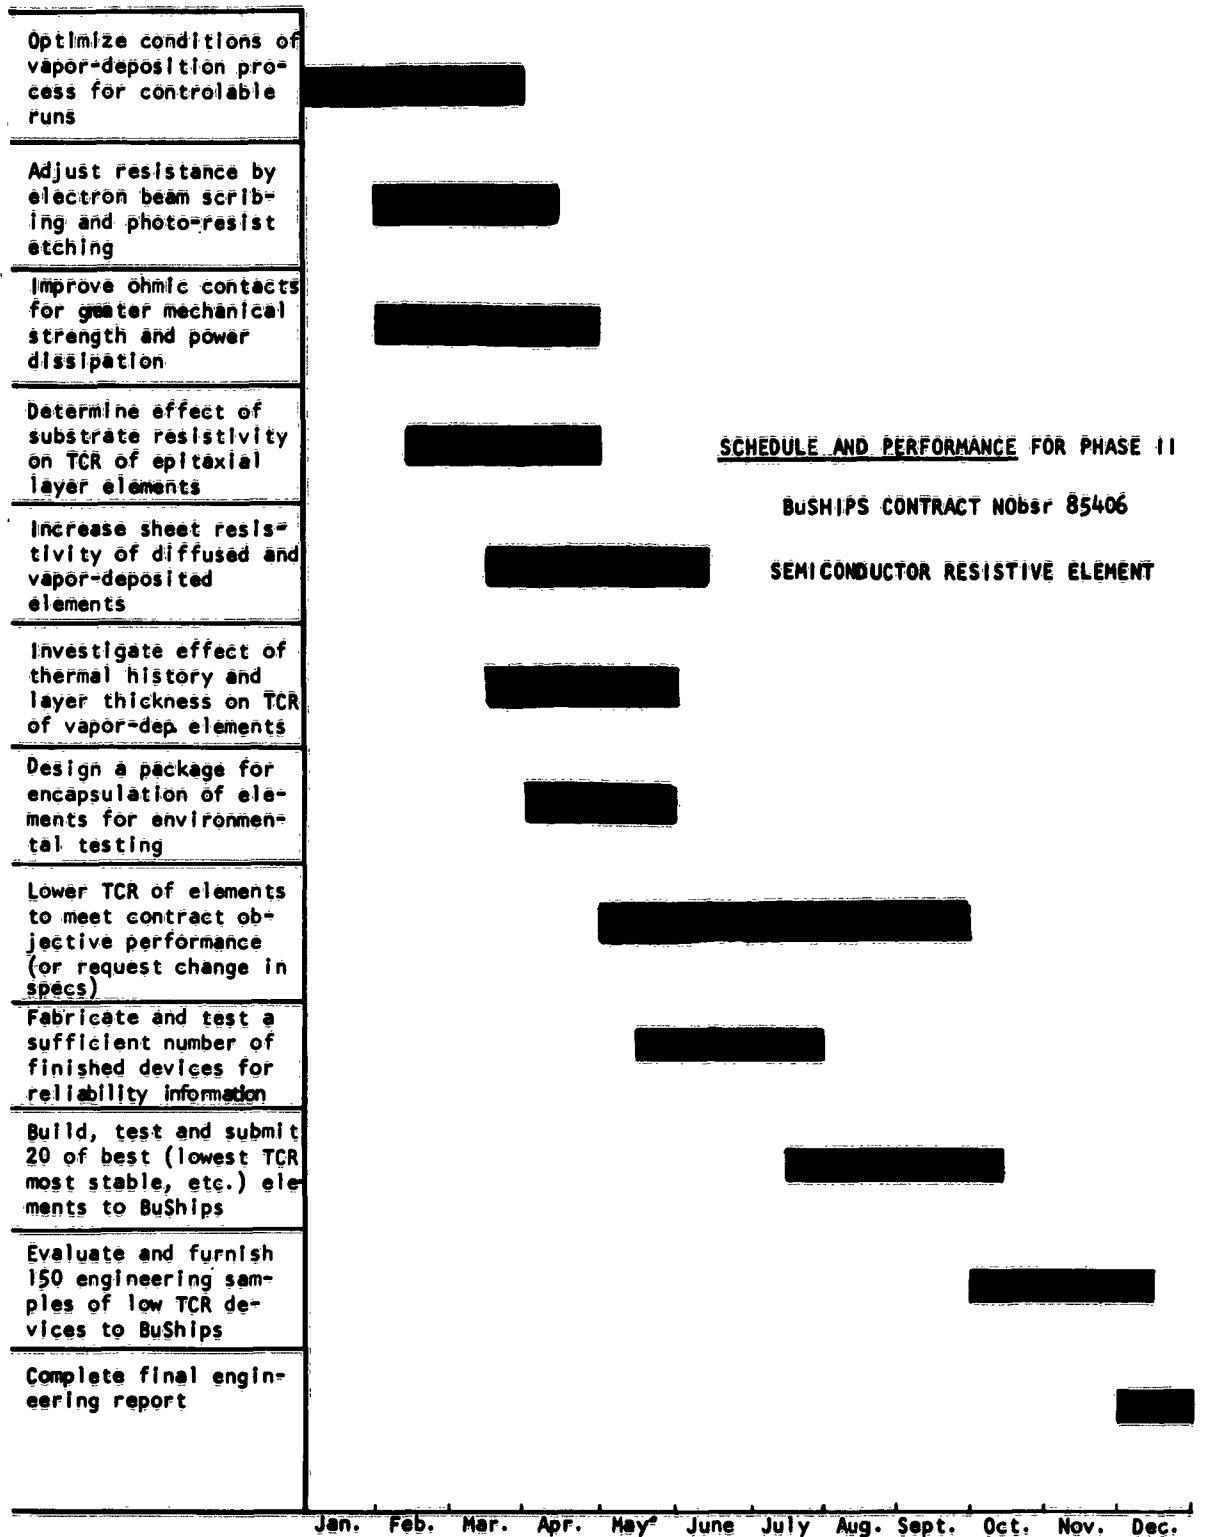 Optimize conditions of
vapor-deposition pro-
cess for controlable
runs
Adjust resistance by
electron beam scrib-
ing and photo-resist
etching
Improve ohmic contacts
for greater mechanical
strength and power
dissipation
Determine effect of
substrate resistivity
on TCR of epitaxial
layer elements
SCHEDULE AND PERFORMANCE FOR PHASE II
BuSHIPS CONTRACT NObsr 85406
SEMICONDUCTOR RESISTIVE ELEMENT
Increase sheet resis-
tivity of diffused and
vapor-deposited
elements
Investigate effect of
thermal history and
layer thickness on TCR
of vapor-dep. elements
Design a package for
encapsulation of ele-
ments for environmen-
tal testing
Lower TCR of elements
to meet contract ob-
jective performance
(or request change in
specs)
Fabricate and test a
sufficient number of
finished devices for
reliability information
Build, test and submit
20 of best (lowest TCR
most stable, etc.) ele
ments to BuShips
Evaluate and furnish
150 engineering sam-
ples of low TCR de-
vices to BuShips
Complete final engin-
eering report
Jan. Feb. Mar. Apr. May June July Aug. Sept. Oct. Nov. Dec.